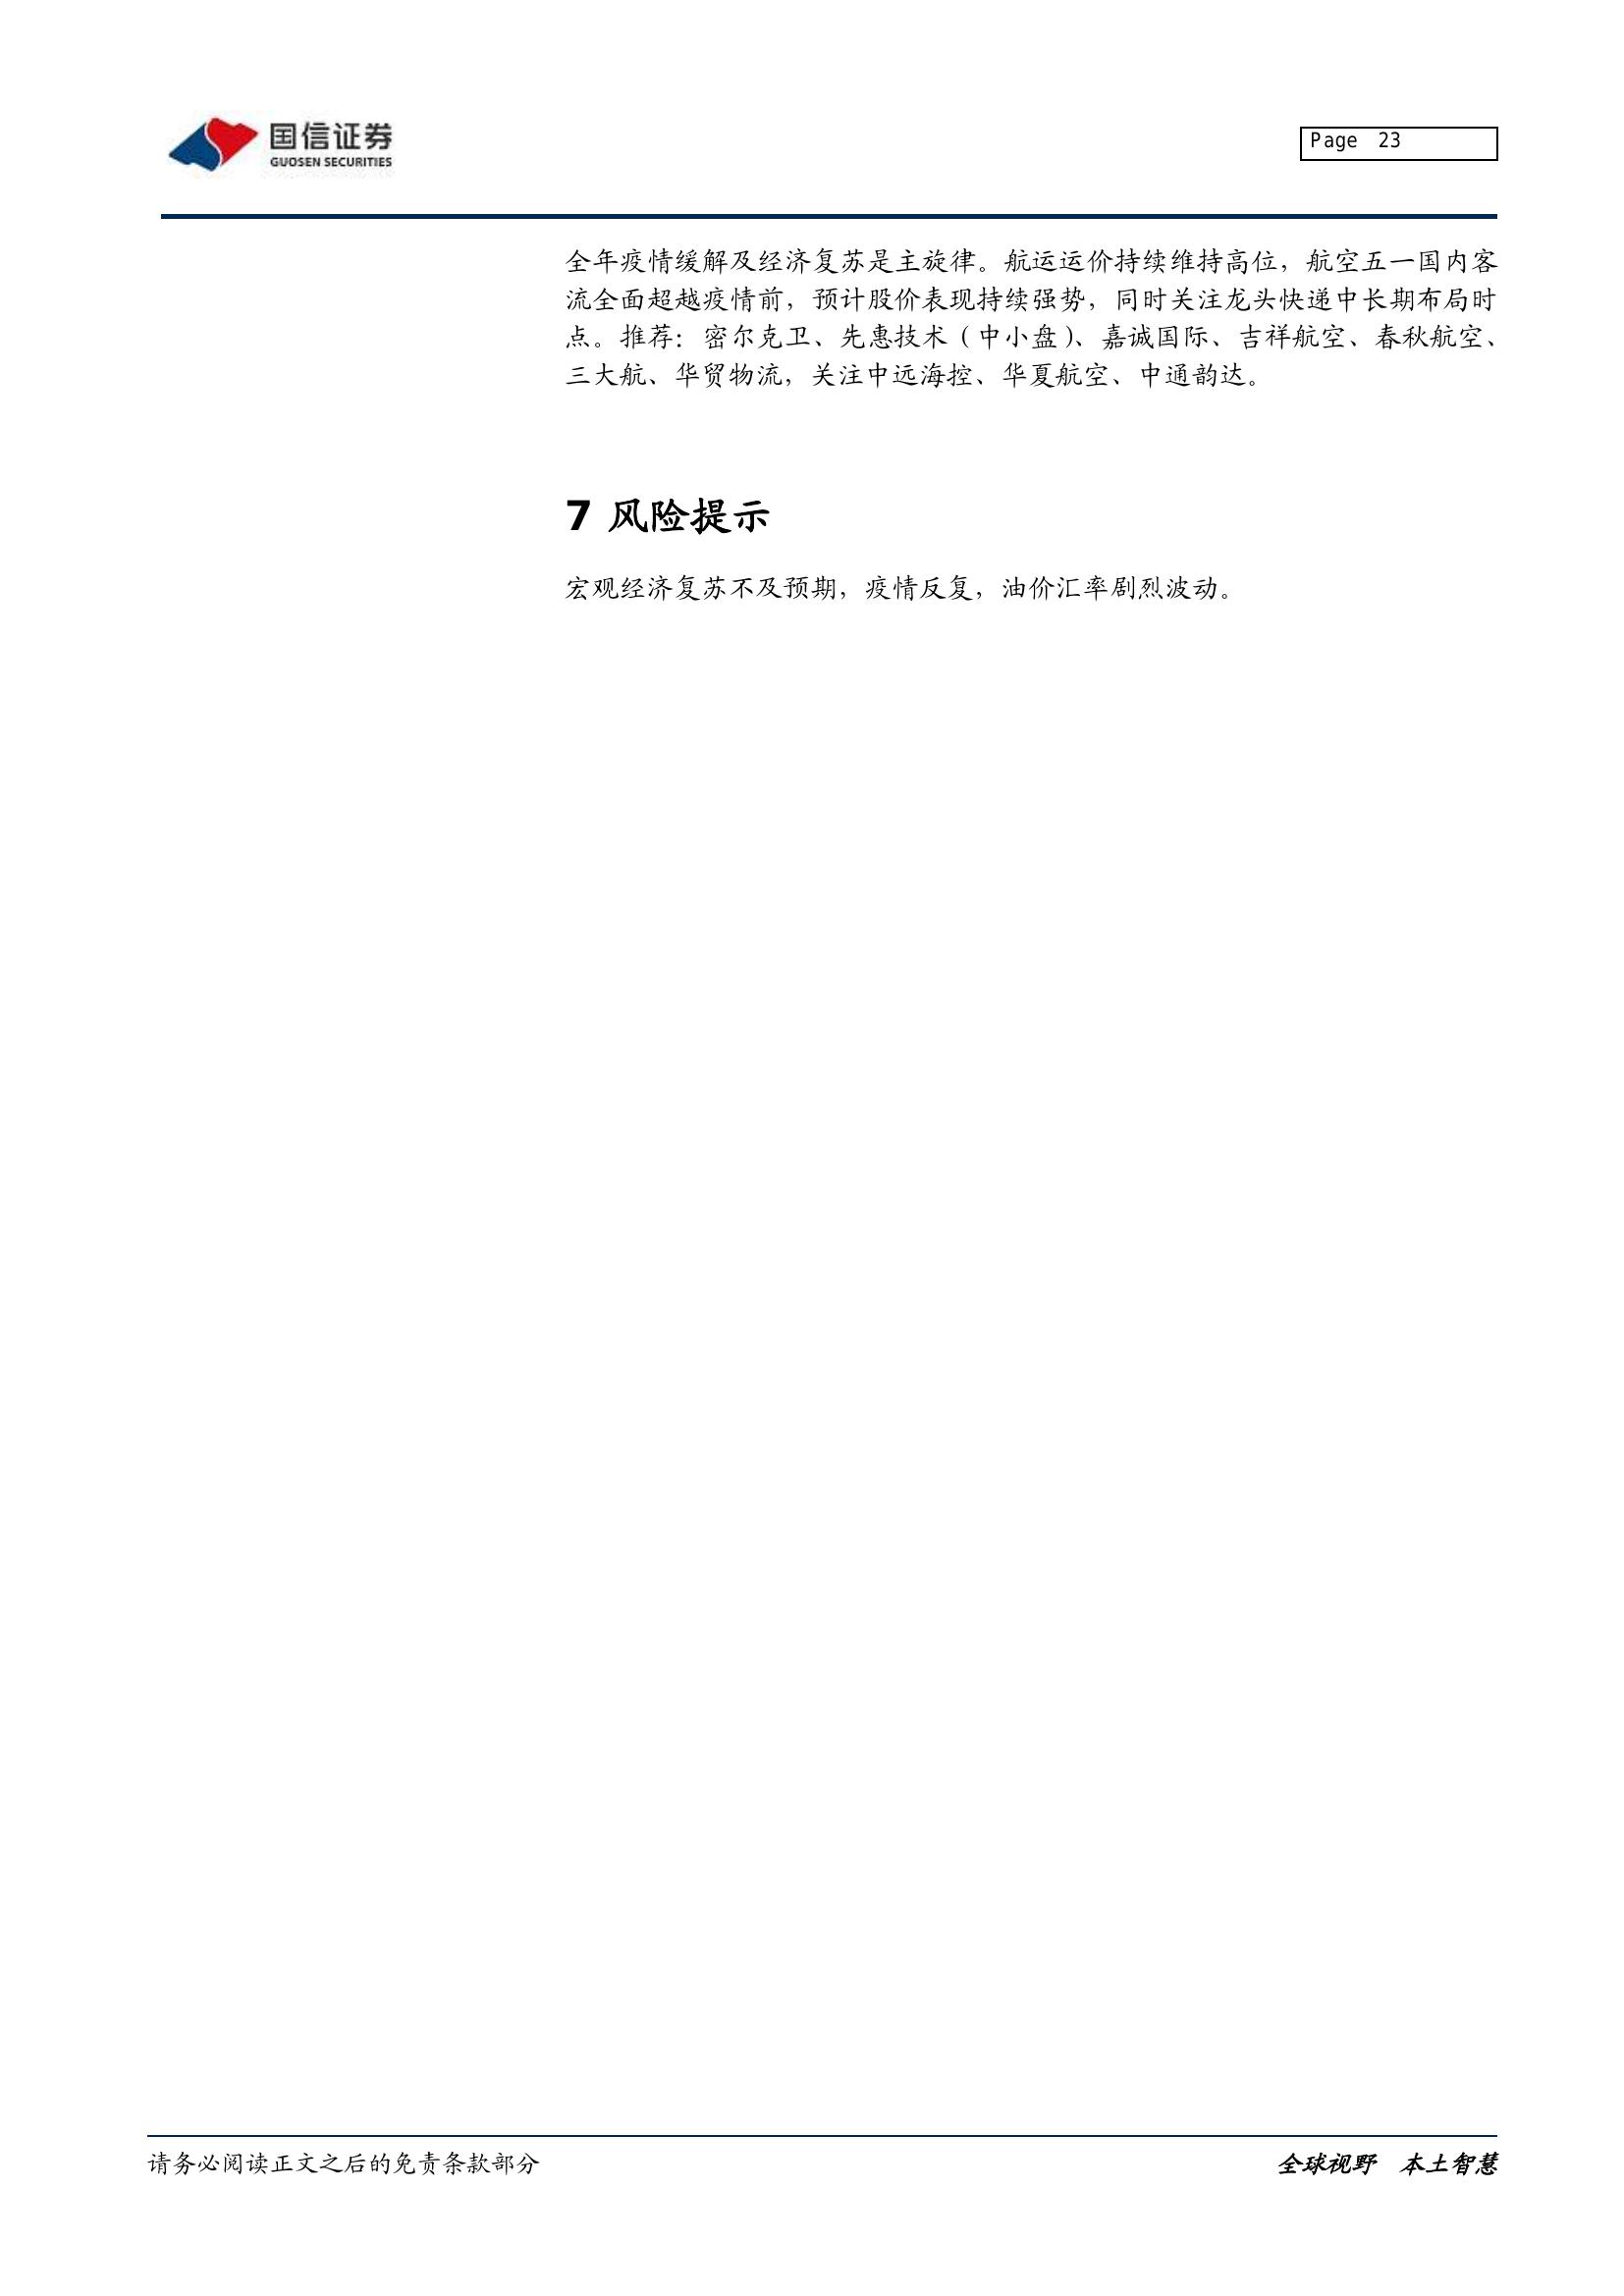 国信证券
GUOSEN SECURITIES
Page 23
全年疫情缓解及经济复苏是主旋律。航运运价持续维持高位，航空五一国内客
流全面超越疫情前，预计股价表现持续强势，同时关注龙头快递中长期布局时
点。推荐：密尔克卫、先惠技术（中小盘）、嘉诚国际、吉祥航空、春秋航空、
三大航、华贸物流，关注中远海控、华夏航空、中通韵达。
7 风险提示
宏观经济复苏不及预期，疫情反复，油价汇率剧烈波动。
请务必阅读正文之后的免责条款部分
全球视野 本土智慧